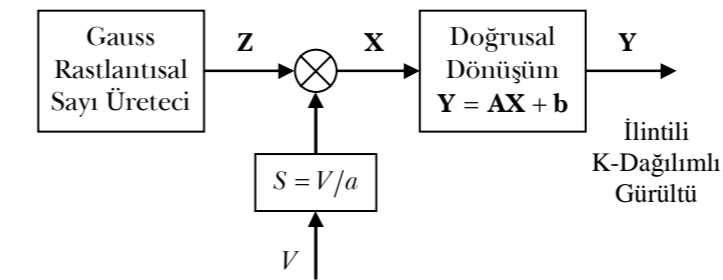 Gauss
Rastlantısal
Sayı Üreteci
Z
X
Doğrusal
Dönüşüm
Y = AX + b
Y
İlintili
K-Dağılımlı
Gürültü
S = V/a
V